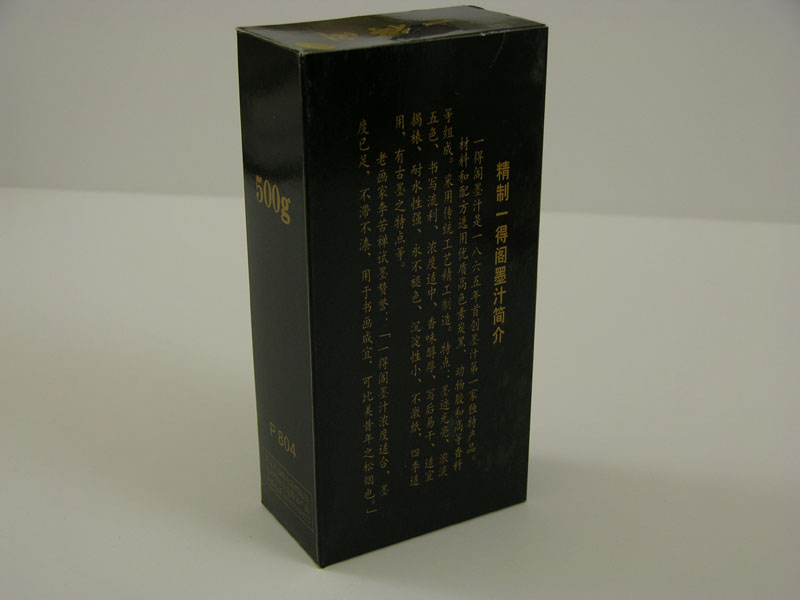 精制一得阁墨汁简介
一得阁墨汁是一八六五年首创墨汁第一家独特产品。
材料和配方选用优质高色素炭黑、动物胶和高等香料
等组成。采用传统工艺精工制造。特点：墨迹光亮、浓淡
五色、书写流利、浓度适中、香味醇厚、写后易干、适宜
揭裱、耐水性强、永不褪色、沉淀性小、不激纸、四季适
用，有古墨之特点等。
老画家李苦禅试墨赞誉：「一得阁墨汁浓度适合，墨
度已足，不滞不漆，用于书画咸宜，可比美昔年之松烟色。」
500g
P 804